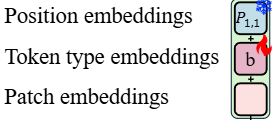 Position embeddings P1,1
+
Token type embeddings b
+
Patch embeddings